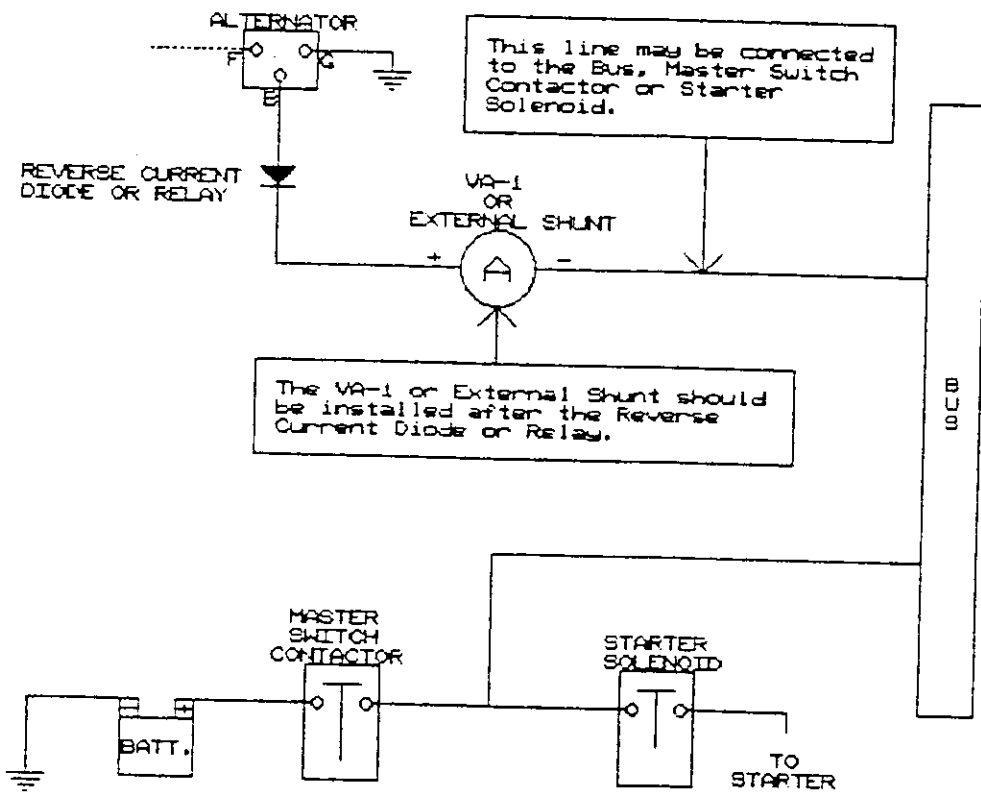 ALTERNATOR
F
G
B
This line may be connected
to the Bus, Master Switch
Contactor or Starter
Solenoid.
REVERSE CURRENT
DIODE OR RELAY
VA-1
OR
EXTERNAL SHUNT
+
-
A
The VA-1 or External Shunt should
be installed after the Reverse
Current Diode or Relay.
BUS
MASTER
SWITCH
CONTACTOR
STARTER
SOLENOID
+
BATT.
TO
STARTER